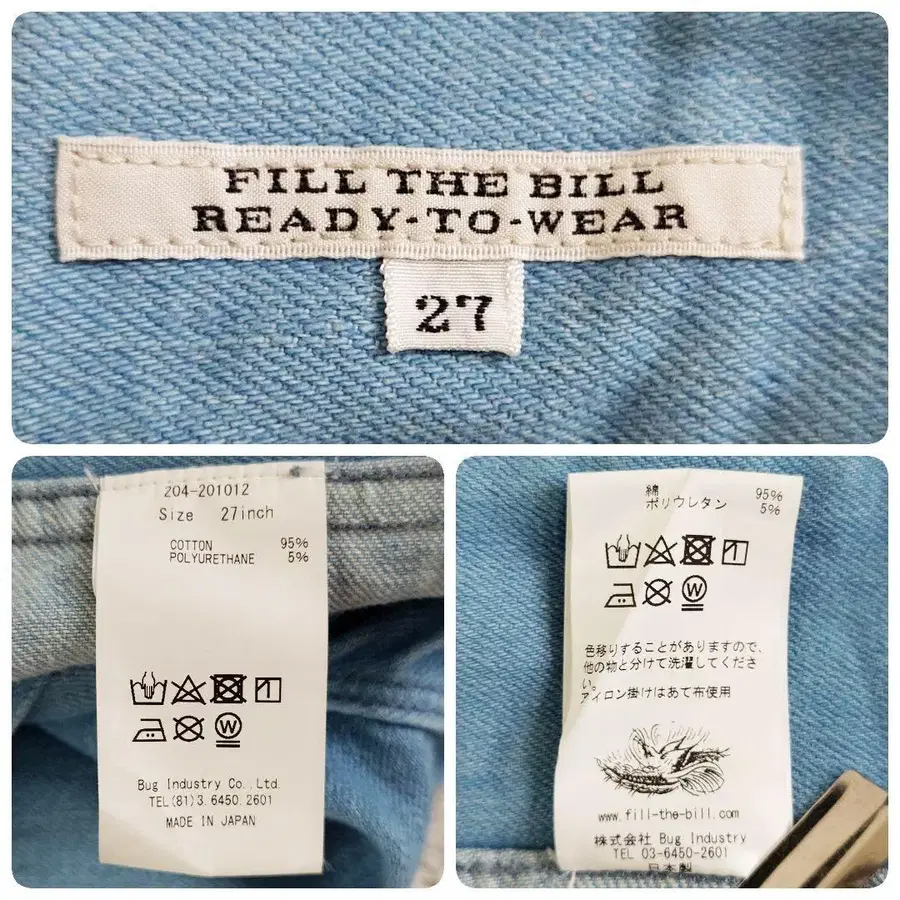 FILL THE BILL
READY-TO-WEAR
27
204-201012
Size 27inch
COTTON 95%
POLYURETHANE 5%
W
Bug Industry Co.,Ltd.
TEL(81)3.6450.2601
MADE IN JAPAN
綿 95%
ポリウレタン 5%
W
色移りすることがありますので、
他の物と分けて洗濯してくださ
い。
アイロン掛けはあて布使用
www.fill-the-bill.com
株式会社 Bug Industry
TEL 03-6450-2601
日本製